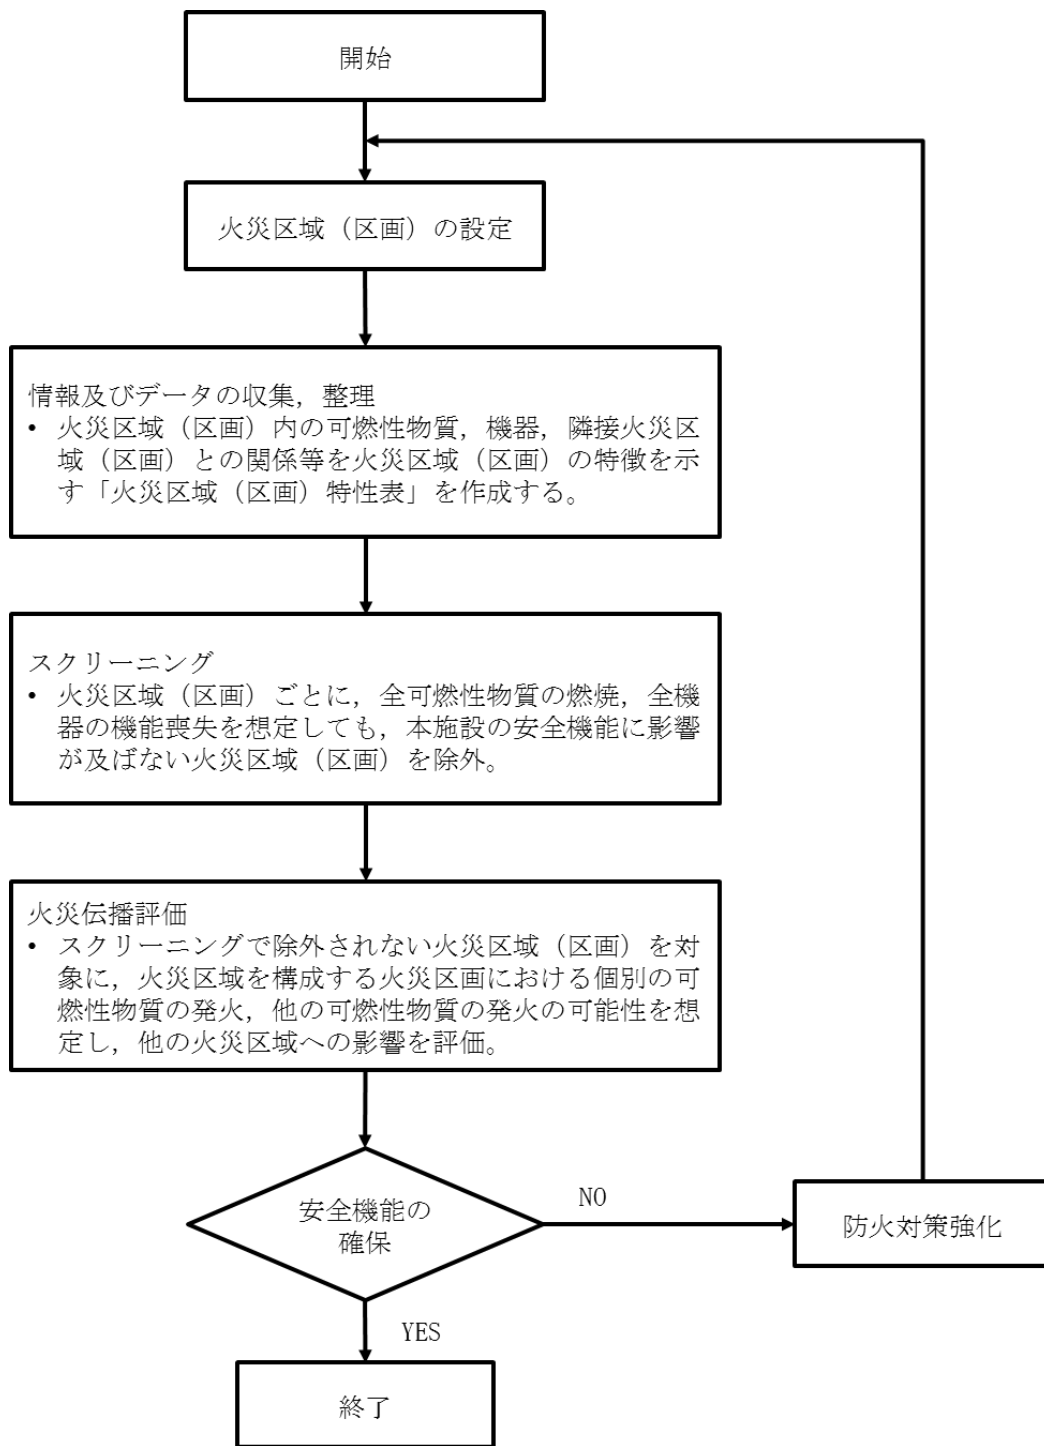 開始
火災区域（区画）の設定
情報及びデータの収集，整理
• 火災区域（区画）内の可燃性物質，機器，隣接火災区
域（区画）との関係等を火災区域（区画）の特徴を示
す「火災区域（区画）特性表」を作成する。
スクリーニング
• 火災区域（区画）ごとに，全可燃性物質の燃焼，全機
器の機能喪失を想定しても，本施設の安全機能に影響
が及ばない火災区域（区画）を除外。
火災伝播評価
• スクリーニングで除外されない火災区域（区画）を対
象に，火災区域を構成する火災区画における個別の可
燃性物質の発火，他の可燃性物質の発火の可能性を想
定し，他の火災区域への影響を評価。
安全機能の
確保
NO
防火対策強化
YES
終了